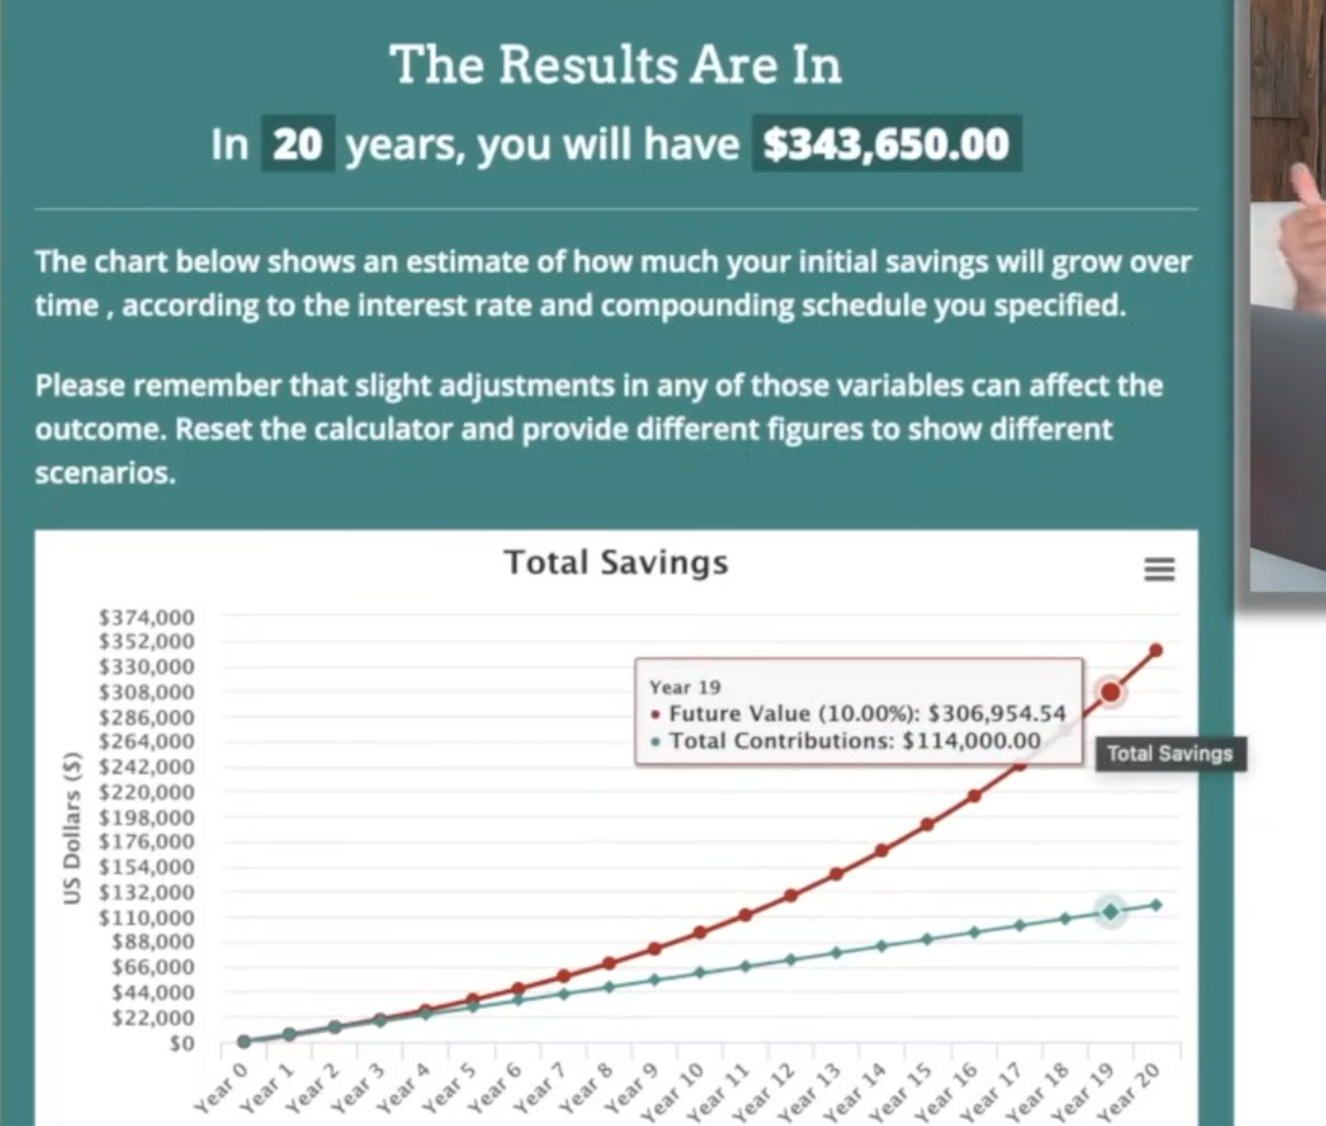 The Results Are In
In 20 years, you will have $343,650.00
The chart below shows an estimate of how much your initial savings will grow over
time , according to the interest rate and compounding schedule you specified.
Please remember that slight adjustments in any of those variables can affect the
outcome. Reset the calculator and provide different figures to show different
scenarios.
Total Savings
$374,000
$352,000
$330,000
$308,000
$286,000
$264,000
$242,000
$220,000
$198,000
$176,000
$154,000
$132,000
$110,000
$88,000
$66,000
$44,000
$22,000
$0
US Dollars ($)
Year 19
Future Value (10.00%): $306,954.54
Total Contributions: $114,000.00
Total Savings
Year 0
Year 1
Year 2
Year 3
Year 4
Year 5
Year 6
Year 7
Year 8
Year 9
Year 10
Year 11
Year 12
Year 13
Year 14
Year 15
Year 16
Year 17
Year 18
Year 19
Year 20